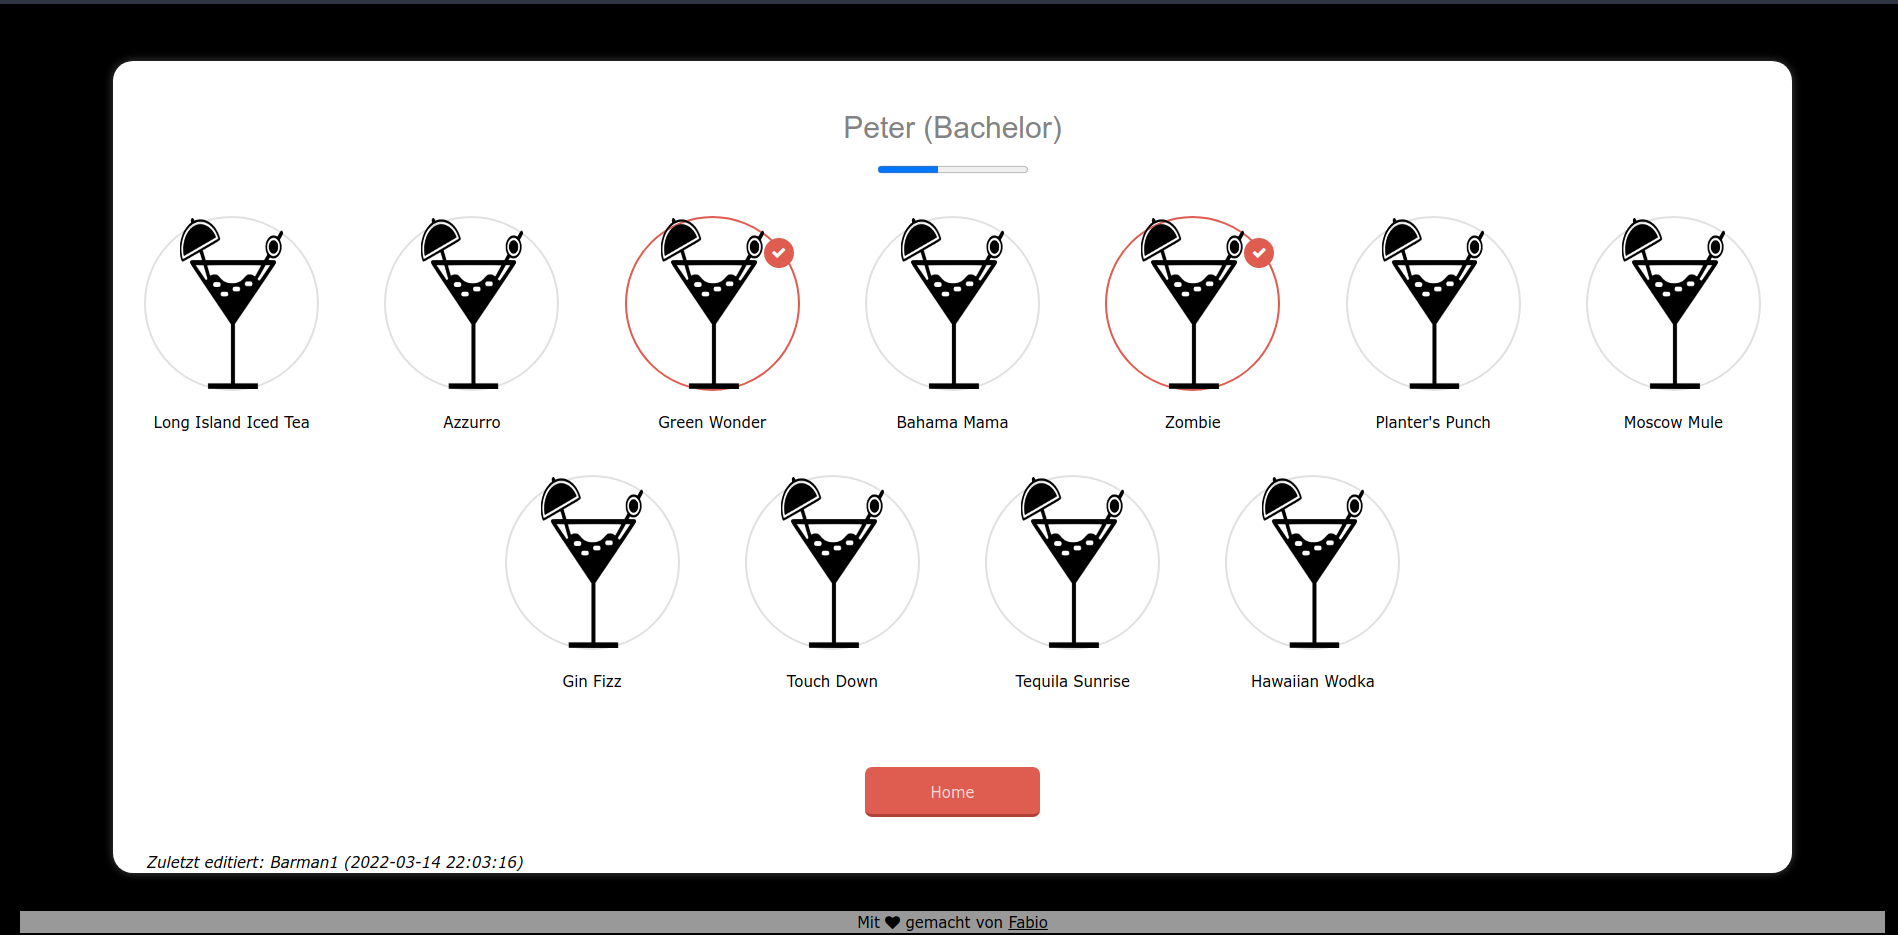 Peter (Bachelor)
Long Island Iced Tea
Azzurro
Green Wonder
Bahama Mama
Zombie
Planter's Punch
Moscow Mule
Gin Fizz
Touch Down
Tequila Sunrise
Hawaiian Wodka
Home
Zuletzt editiert: Barman1 (2022-03-14 22:03:16)
Mit ♥ gemacht von Fabio